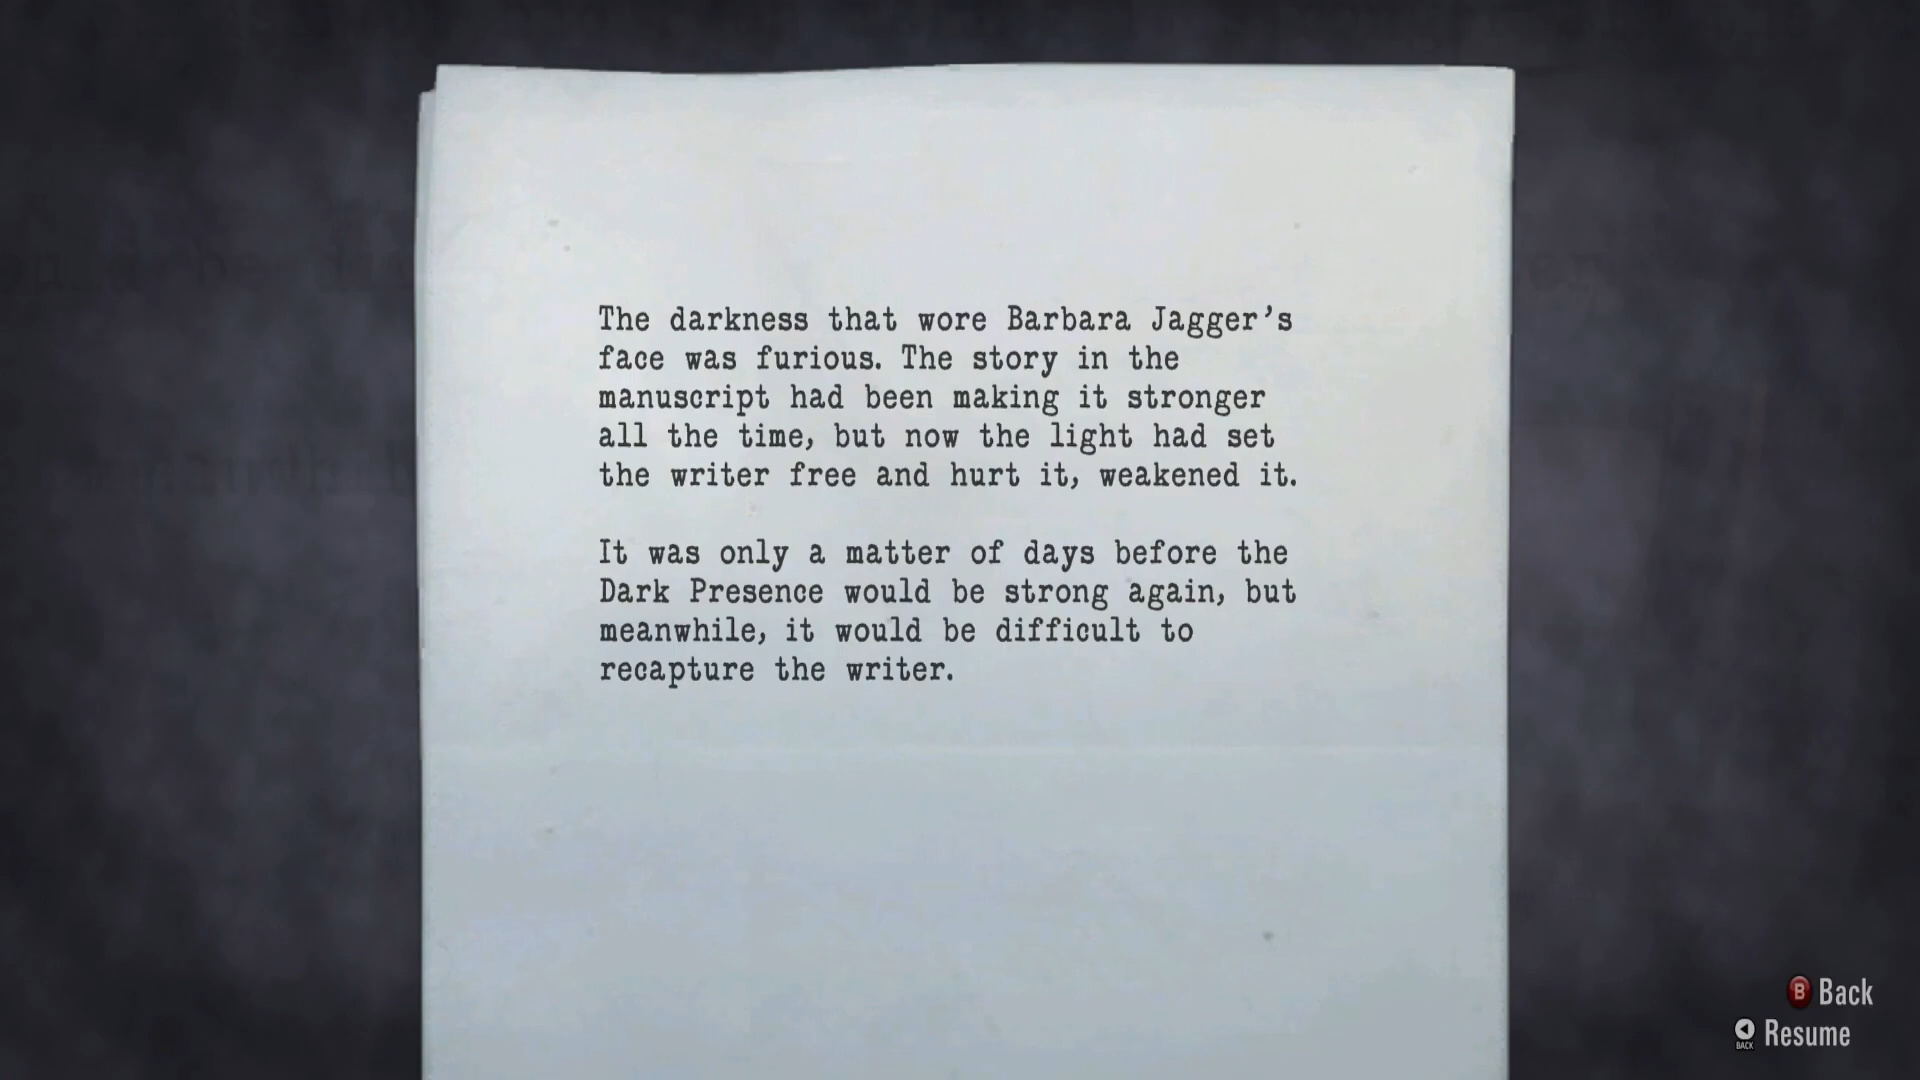 The darkness that wore Barbara Jagger's
face was furious. The story in the
manuscript had been making it stronger
all the time, but now the light had set
the writer free and hurt it, weakened it.
It was only a matter of days before the
Dark Presence would be strong again, but
meanwhile, it would be difficult to
recapture the writer.
B Back
BACK Resume